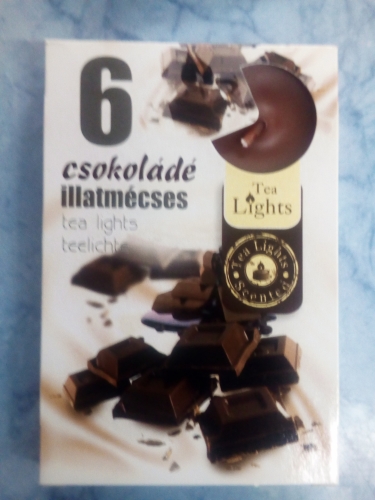 6
csokoládé
illatmécses
tea lights
teelicht
Tea
Lights
Tea Lights
Scented